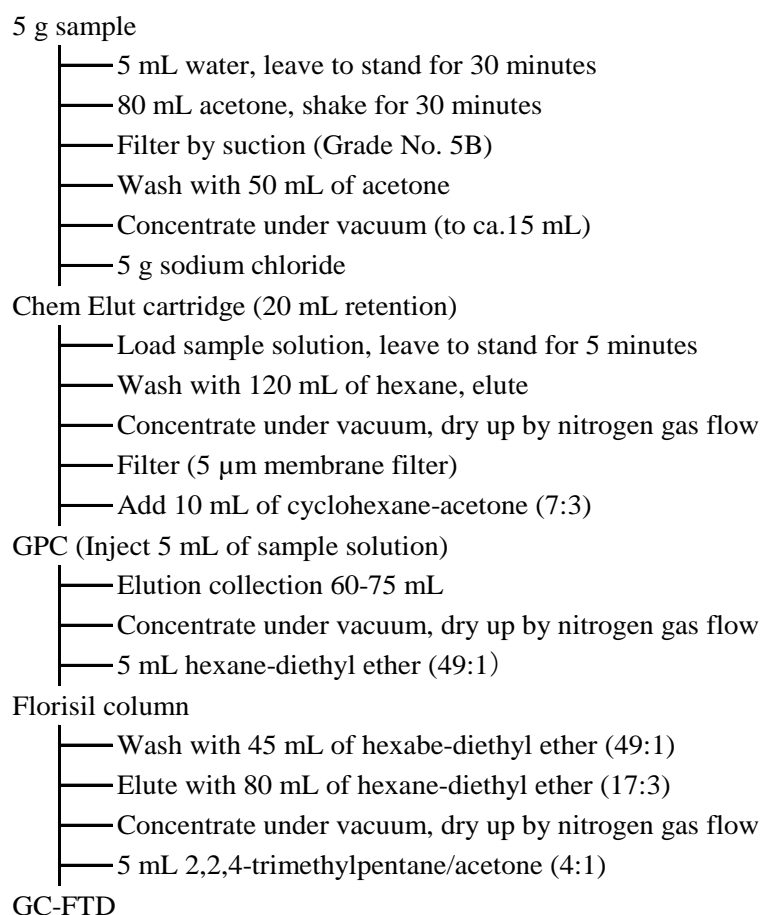 5 g sample
5 mL water, leave to stand for 30 minutes
80 mL acetone, shake for 30 minutes
Filter by suction (Grade No. 5B)
Wash with 50 mL of acetone
Concentrate under vacuum (to ca.15 mL)
5 g sodium chloride
Chem Elut cartridge (20 mL retention)
Load sample solution, leave to stand for 5 minutes
Wash with 120 mL of hexane, elute
Concentrate under vacuum, dry up by nitrogen gas flow
Filter (5 µm membrane filter)
Add 10 mL of cyclohexane-acetone (7:3)
GPC (Inject 5 mL of sample solution)
Elution collection 60-75 mL
Concentrate under vacuum, dry up by nitrogen gas flow
5 mL hexane-diethyl ether (49:1）
Florisil column
Wash with 45 mL of hexabe-diethyl ether (49:1)
Elute with 80 mL of hexane-diethyl ether (17:3)
Concentrate under vacuum, dry up by nitrogen gas flow
5 mL 2,2,4-trimethylpentane/acetone (4:1)
GC-FTD